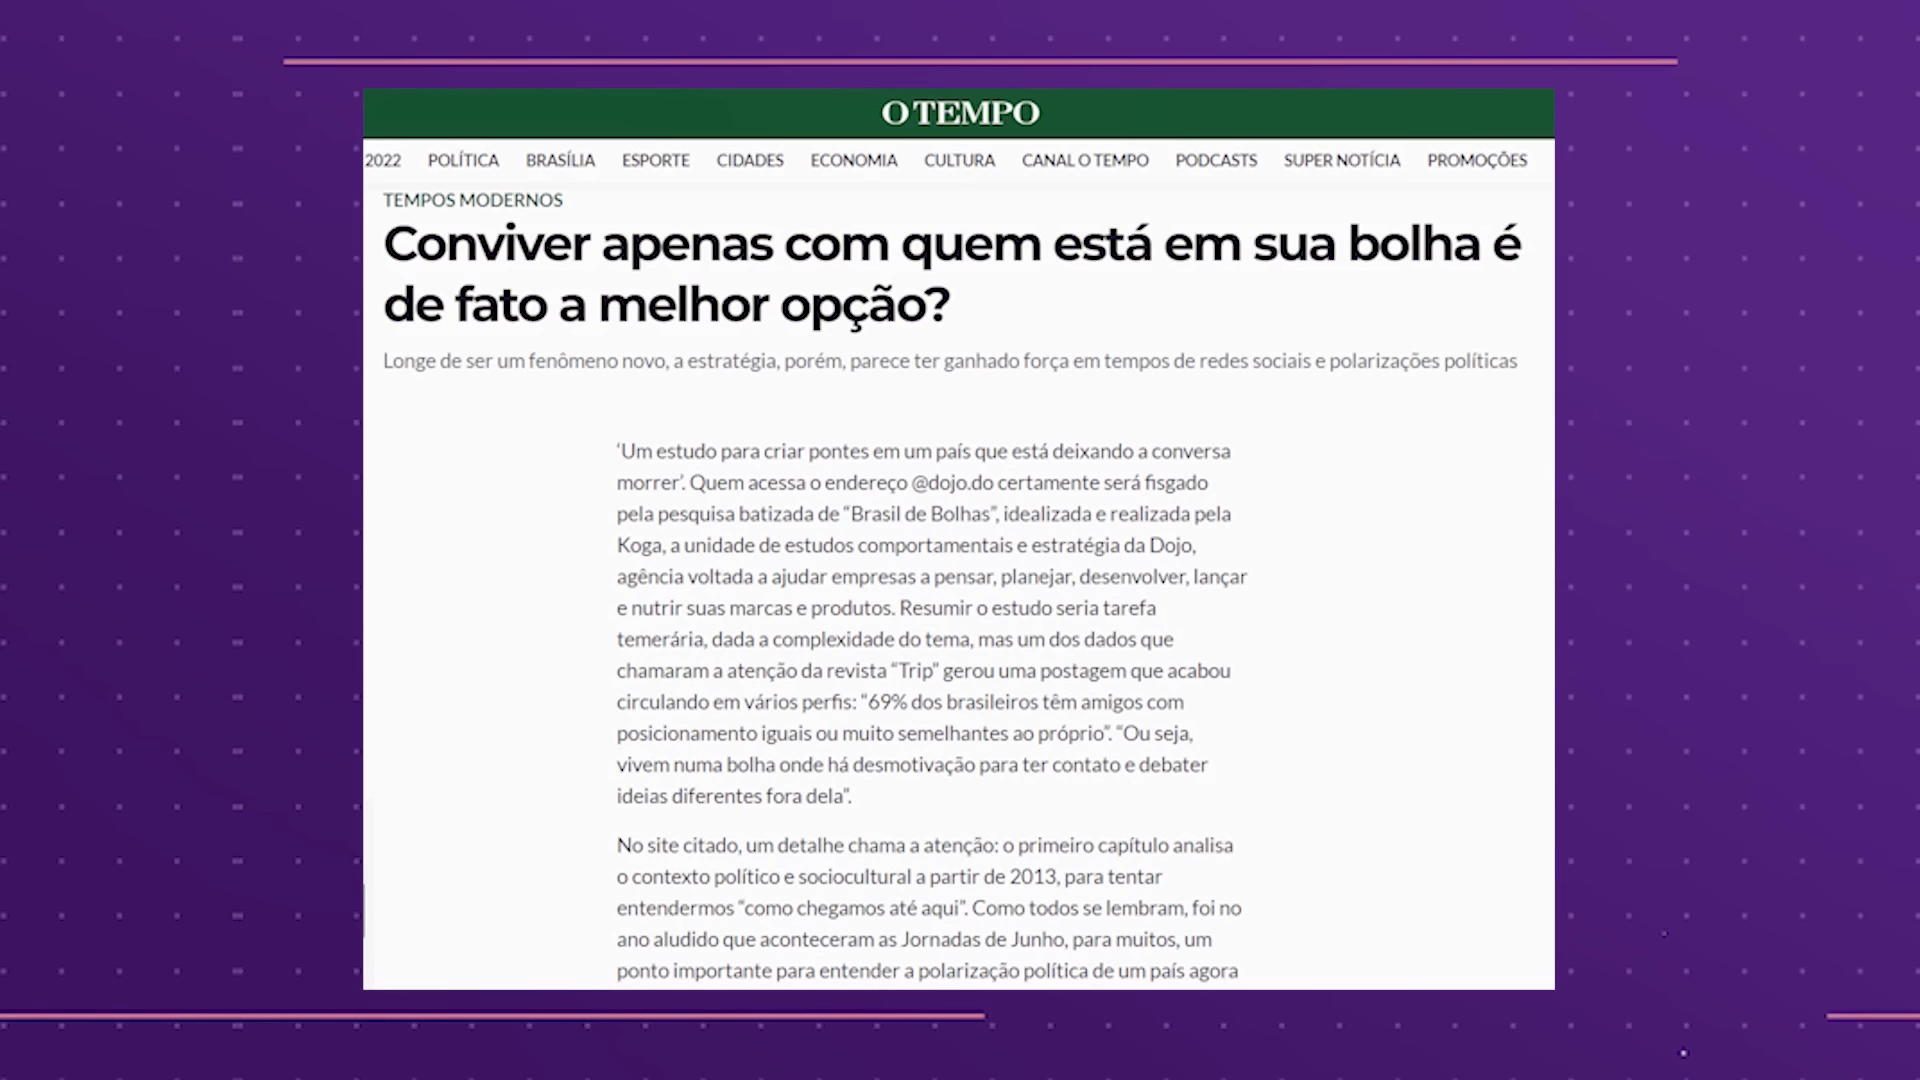 O TEMPO
2022 POLÍTICA BRASÍLIA ESPORTE CIDADES ECONOMIA CULTURA CANAL O TEMPO PODCASTS SUPER NOTÍCIA PROMOÇÕES
TEMPOS MODERNOS
Conviver apenas com quem está em sua bolha é
de fato a melhor opção?
Longe de ser um fenômeno novo, a estratégia, porém, parece ter ganhado força em tempos de redes sociais e polarizações políticas
‘Um estudo para criar pontes em um país que está deixando a conversa
morrer’. Quem acessa o endereço @dojo.do certamente será fisgado
pela pesquisa batizada de “Brasil de Bolhas”, idealizada e realizada pela
Koga, a unidade de estudos comportamentais e estratégia da Dojo,
agência voltada a ajudar empresas a pensar, planejar, desenvolver, lançar
e nutrir suas marcas e produtos. Resumir o estudo seria tarefa
temerária, dada a complexidade do tema, mas um dos dados que
chamaram a atenção da revista “Trip” gerou uma postagem que acabou
circulando em vários perfis: “69% dos brasileiros têm amigos com
posicionamento iguais ou muito semelhantes ao próprio”. “Ou seja,
vivem numa bolha onde há desmotivação para ter contato e debater
ideias diferentes fora dela”.
No site citado, um detalhe chama a atenção: o primeiro capítulo analisa
o contexto político e sociocultural a partir de 2013, para tentar
entendermos “como chegamos até aqui”. Como todos se lembram, foi no
ano aludido que aconteceram as Jornadas de Junho, para muitos, um
ponto importante para entender a polarização política de um país agora